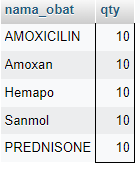 nama_obat qty
AMOXICILIN 10
Amoxan 10
Hemapo 10
Sanmol 10
PREDNISONE 10